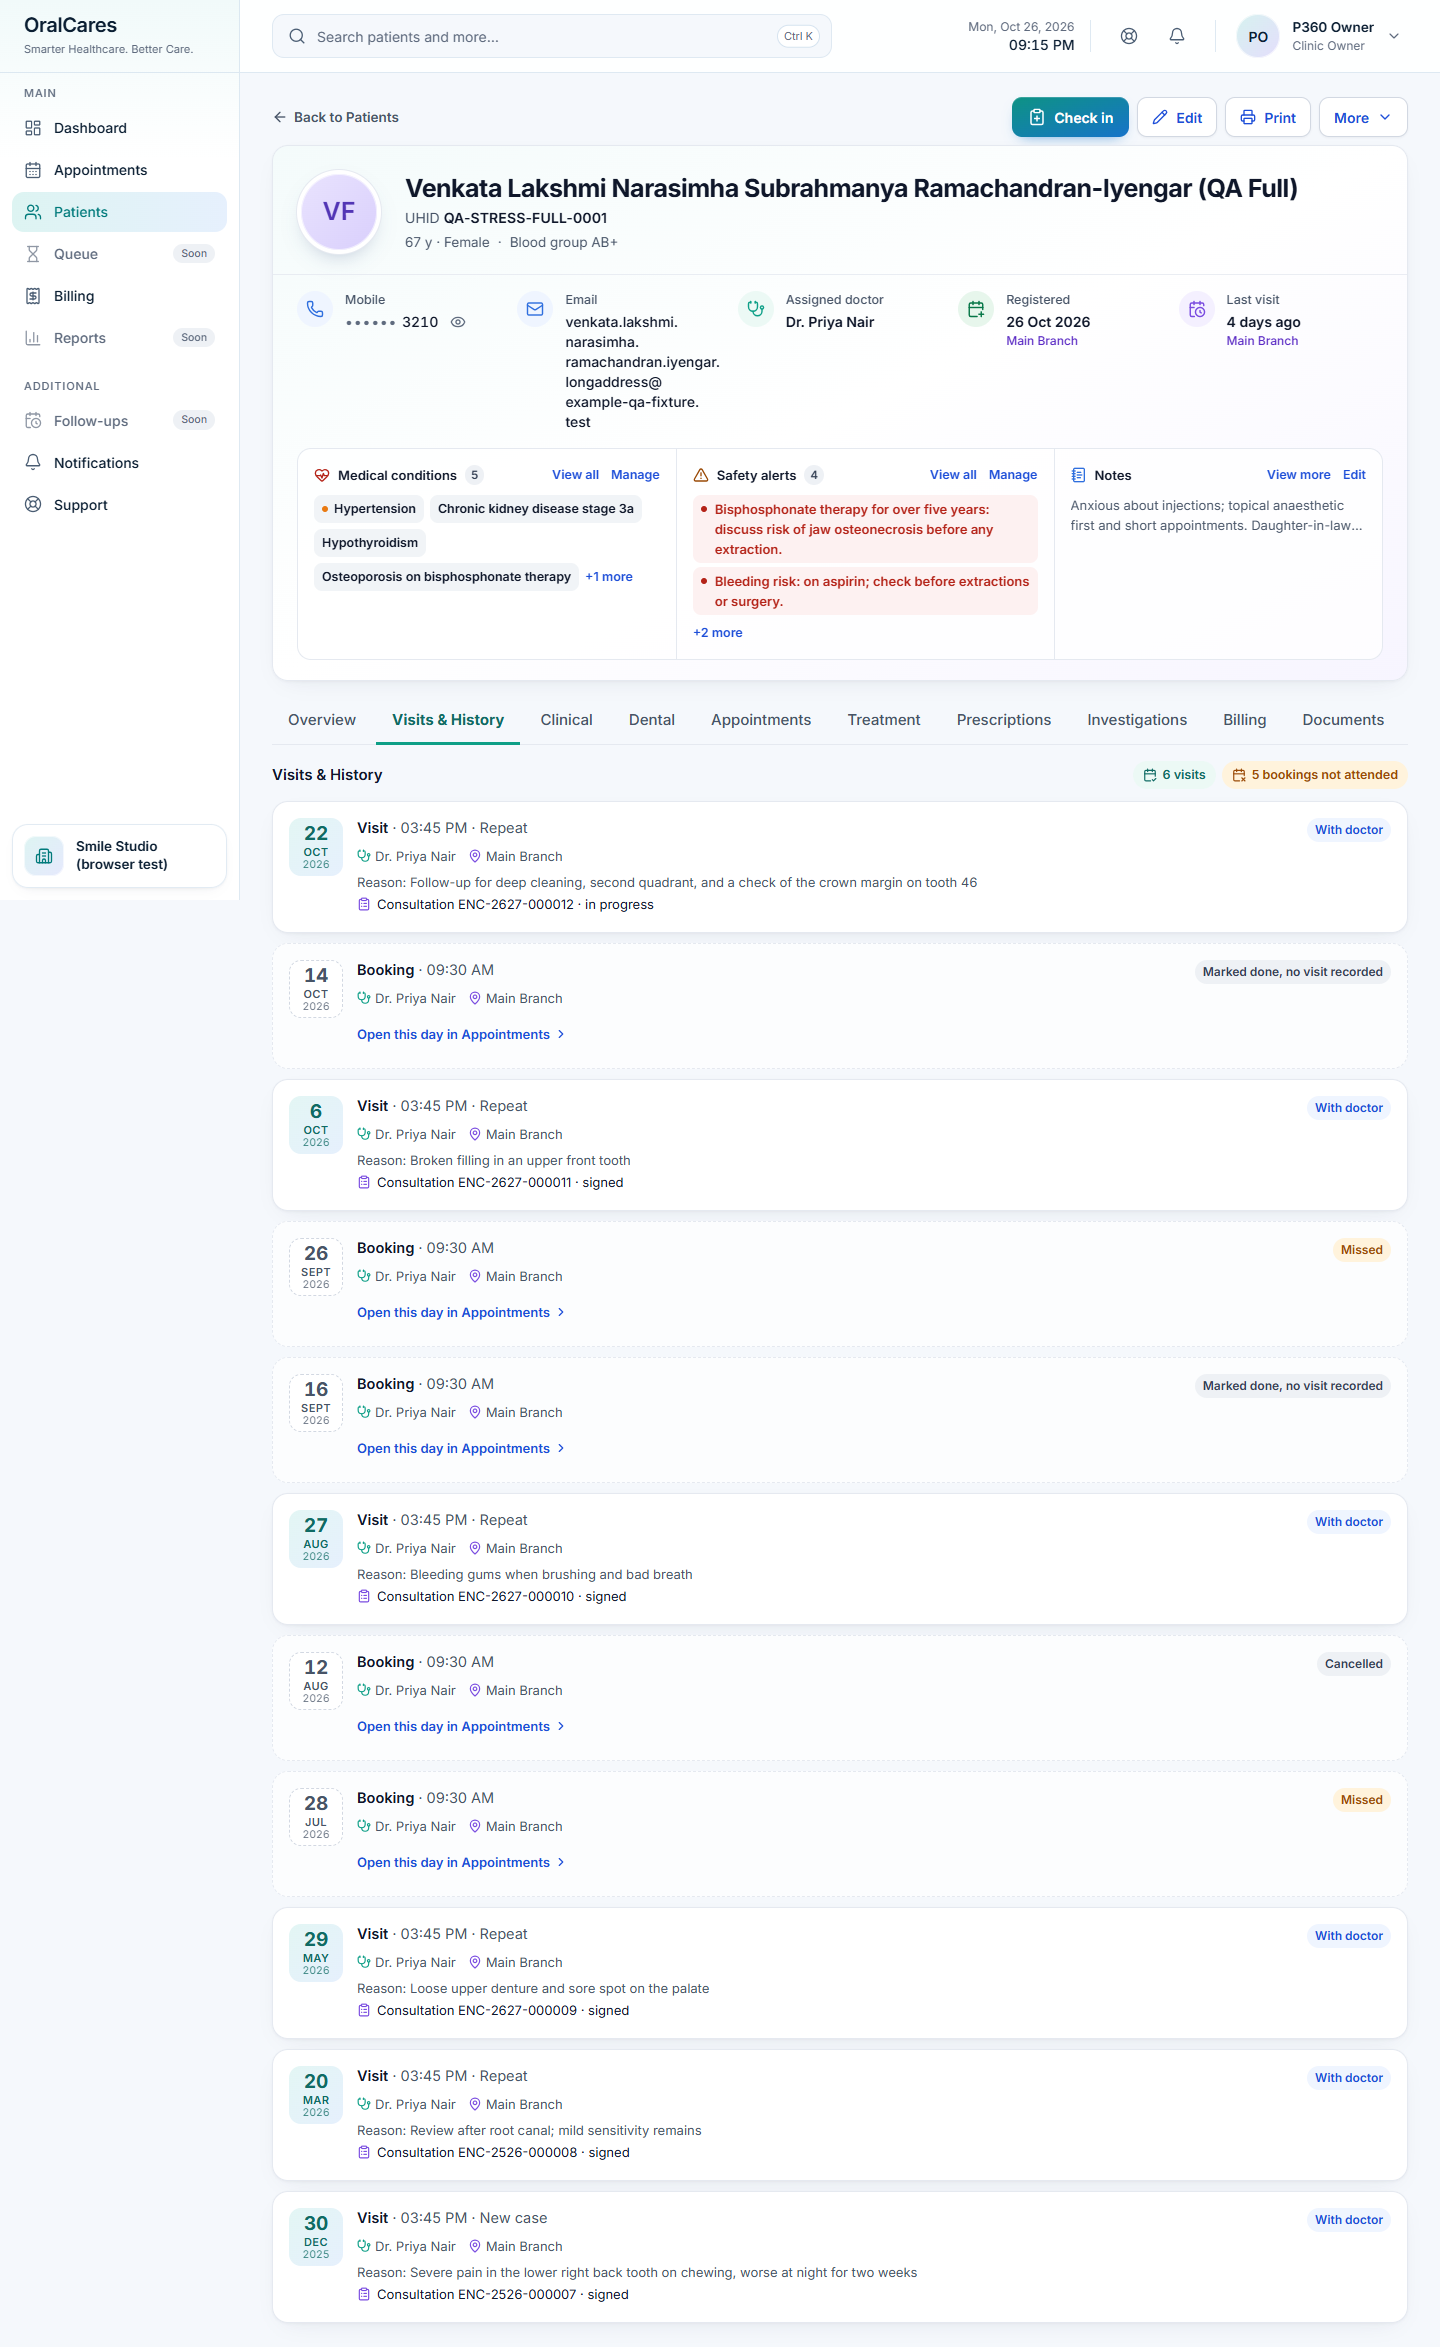 OralCares
Smarter Healthcare. Better Care.
Search patients and more...
Ctrl K
Mon, Oct 26, 2026
09:15 PM
PO
P360 Owner
Clinic Owner
MAIN
Dashboard
Appointments
Patients
Queue
Soon
Billing
Reports
Soon
ADDITIONAL
Follow-ups
Soon
Notifications
Support
Smile Studio
(browser test)
Back to Patients
Check in
Edit
Print
More
VF
Venkata Lakshmi Narasimha Subrahmanya Ramachandran-Iyengar (QA Full)
UHID QA-STRESS-FULL-0001
67 y · Female · Blood group AB+
Mobile
•••••• 3210
Email
venkata.lakshmi.
narasimha.
ramachandran.iyengar.
longaddress@
example-qa-fixture.
test
Assigned doctor
Dr. Priya Nair
Registered
26 Oct 2026
Main Branch
Last visit
4 days ago
Main Branch
Medical conditions 5
View all Manage
Hypertension
Chronic kidney disease stage 3a
Hypothyroidism
Osteoporosis on bisphosphonate therapy
+1 more
Safety alerts 4
View all Manage
Bisphosphonate therapy for over five years:
discuss risk of jaw osteonecrosis before any
extraction.
Bleeding risk: on aspirin; check before extractions
or surgery.
+2 more
Notes
View more Edit
Anxious about injections; topical anaesthetic
first and short appointments. Daughter-in-law...
Overview
Visits & History
Clinical
Dental
Appointments
Treatment
Prescriptions
Investigations
Billing
Documents
Visits & History
6 visits
5 bookings not attended
22
OCT
2026
Visit · 03:45 PM · Repeat
With doctor
Dr. Priya Nair Main Branch
Reason: Follow-up for deep cleaning, second quadrant, and a check of the crown margin on tooth 46
Consultation ENC-2627-000012 · in progress
14
OCT
2026
Booking · 09:30 AM
Marked done, no visit recorded
Dr. Priya Nair Main Branch
Open this day in Appointments
6
OCT
2026
Visit · 03:45 PM · Repeat
With doctor
Dr. Priya Nair Main Branch
Reason: Broken filling in an upper front tooth
Consultation ENC-2627-000011 · signed
26
SEPT
2026
Booking · 09:30 AM
Missed
Dr. Priya Nair Main Branch
Open this day in Appointments
16
SEPT
2026
Booking · 09:30 AM
Marked done, no visit recorded
Dr. Priya Nair Main Branch
Open this day in Appointments
27
AUG
2026
Visit · 03:45 PM · Repeat
With doctor
Dr. Priya Nair Main Branch
Reason: Bleeding gums when brushing and bad breath
Consultation ENC-2627-000010 · signed
12
AUG
2026
Booking · 09:30 AM
Cancelled
Dr. Priya Nair Main Branch
Open this day in Appointments
28
JUL
2026
Booking · 09:30 AM
Missed
Dr. Priya Nair Main Branch
Open this day in Appointments
29
MAY
2026
Visit · 03:45 PM · Repeat
With doctor
Dr. Priya Nair Main Branch
Reason: Loose upper denture and sore spot on the palate
Consultation ENC-2627-000009 · signed
20
MAR
2026
Visit · 03:45 PM · Repeat
With doctor
Dr. Priya Nair Main Branch
Reason: Review after root canal; mild sensitivity remains
Consultation ENC-2526-000008 · signed
30
DEC
2025
Visit · 03:45 PM · New case
With doctor
Dr. Priya Nair Main Branch
Reason: Severe pain in the lower right back tooth on chewing, worse at night for two weeks
Consultation ENC-2526-000007 · signed